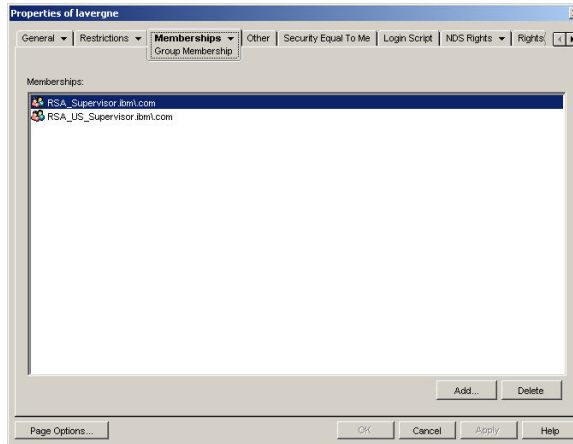 Properties of lavergne
General Restrictions Memberships Other Security Equal To Me Login Script NDS Rights Rights
Group Membership
Memberships:
RSA_Supervisor.ibm\.com
RSA_US_Supervisor.ibm\.com
Add... Delete
Page Options... OK Cancel Apply Help